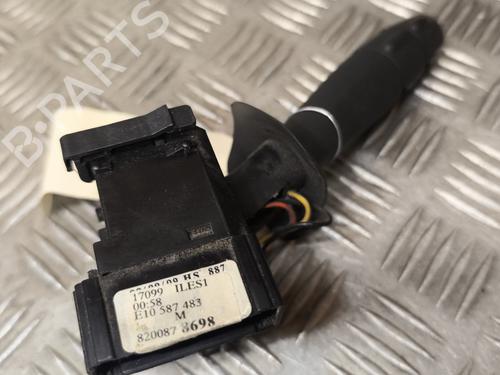 B-PARTS
HS 887
17099 ILES1
00:58
E10 587 483
M
820087 8698